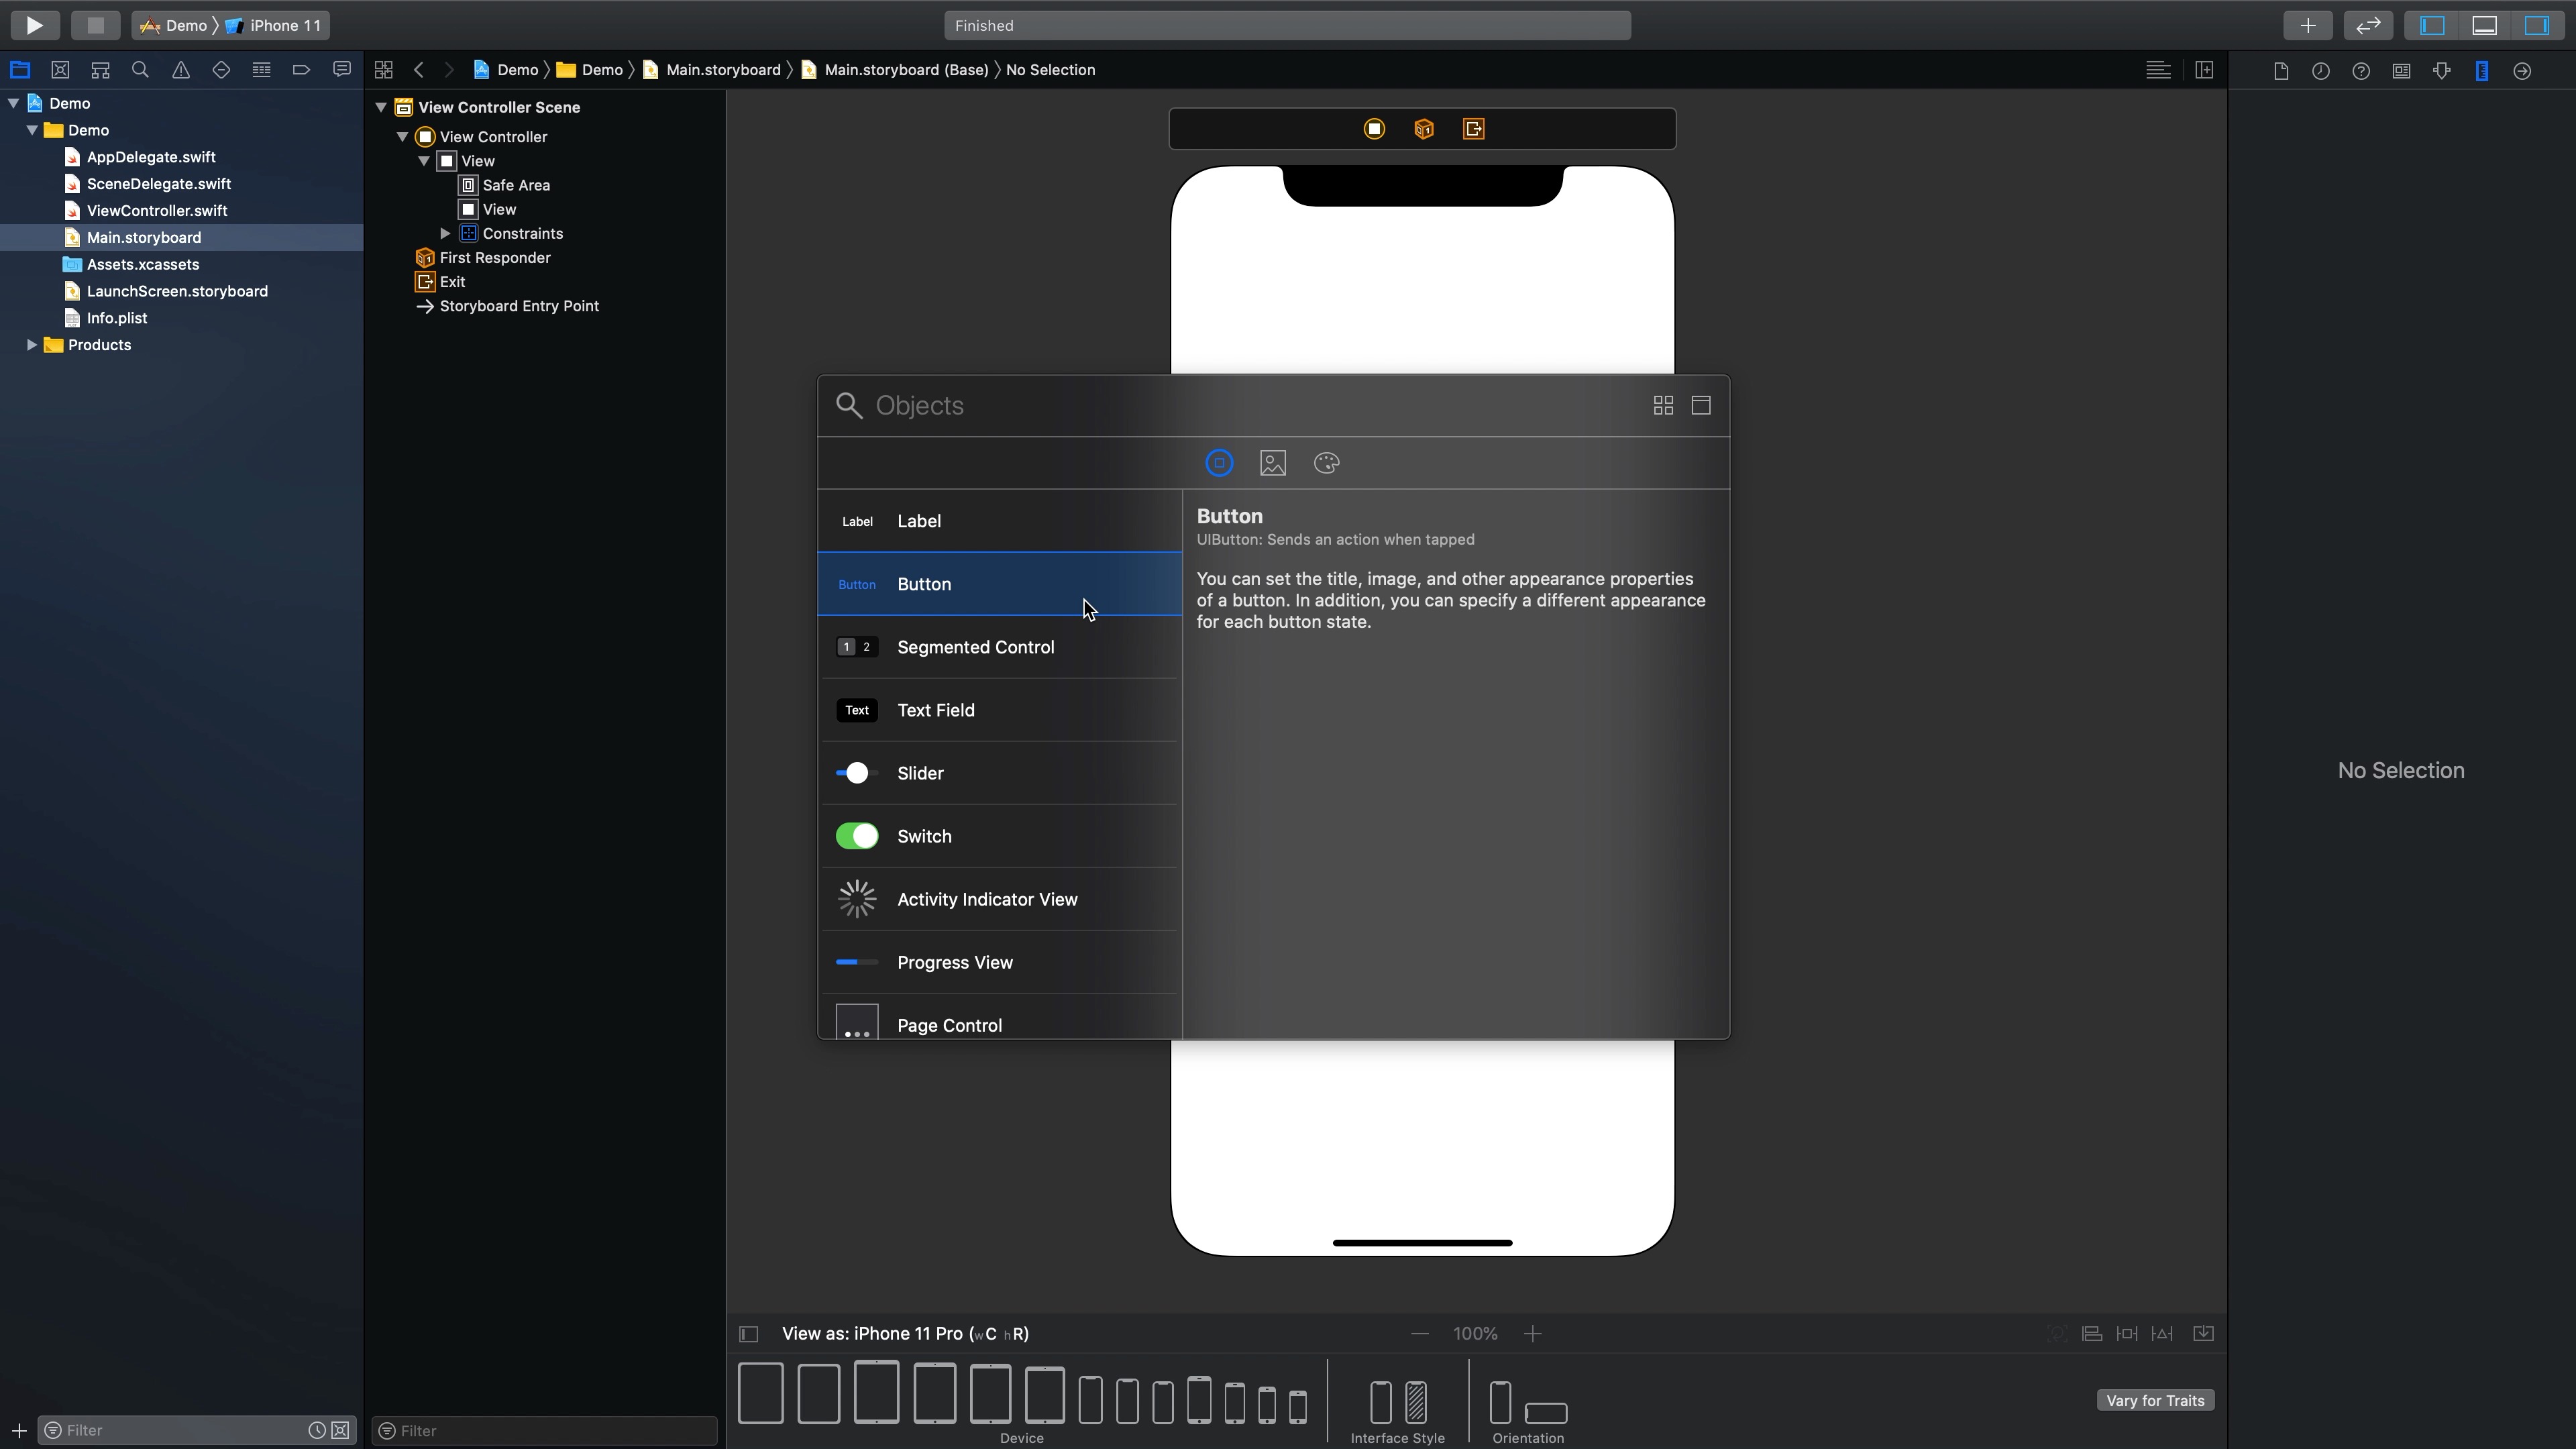 Demo
iPhone 11
Finished
Demo
Demo
Main.storyboard
Main.storyboard (Base)
No Selection
Demo
Demo
AppDelegate.swift
SceneDelegate.swift
ViewController.swift
Main.storyboard
Assets.xcassets
LaunchScreen.storyboard
Info.plist
Products
View Controller Scene
View Controller
View
Safe Area
View
Constraints
First Responder
Exit
Storyboard Entry Point
Objects
Label Label
Button Button
1 2 Segmented Control
Text Text Field
Slider
Switch
Activity Indicator View
Progress View
Page Control
Button
UIButton: Sends an action when tapped
You can set the title, image, and other appearance properties
of a button. In addition, you can specify a different appearance
for each button state.
No Selection
View as: iPhone 11 Pro (wC hR)
100%
Vary for Traits
Device
Interface Style
Orientation
Filter
Filter